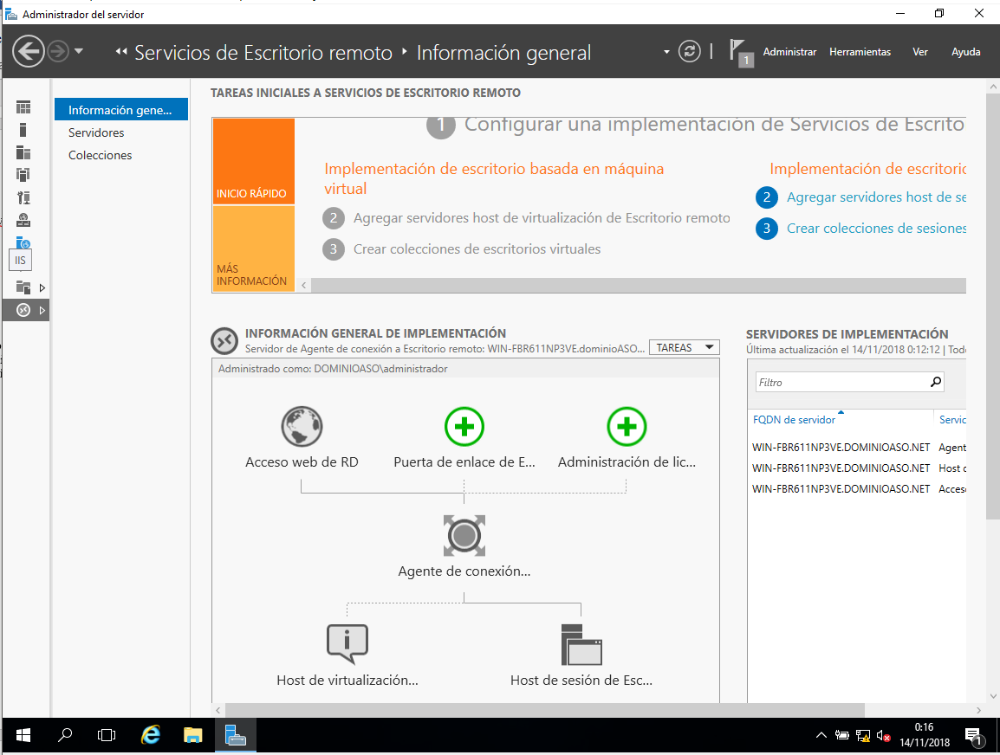 Administrador del servidor
Servicios de Escritorio remoto
Información general
1
Administrar
Herramientas
Ver
Ayuda
IIS
Información gene...
Servidores
Colecciones
TAREAS INICIALES A SERVICIOS DE ESCRITORIO REMOTO
INICIO RÁPIDO
MÁS
INFORMACIÓN
1 Configurar una implementación de Servicios de Escrito
Implementación de escritorio basada en máquina
virtual
2 Agregar servidores host de virtualización de Escritorio remoto
3 Crear colecciones de escritorios virtuales
Implementación de escritoric
2 Agregar servidores host de se
3 Crear colecciones de sesiones
INFORMACIÓN GENERAL DE IMPLEMENTACIÓN
Servidor de Agente de conexión a Escritorio remoto: WIN-FBR611NP3VE.dominioASO...
TAREAS
Administrado como: DOMINIOASO\administrador
Acceso web de RD
Puerta de enlace de E...
Administración de lic...
Agente de conexión...
Host de virtualización...
Host de sesión de Esc...
SERVIDORES DE IMPLEMENTACIÓN
Última actualización el 14/11/2018 0:12:12 | Todo
Filtro
FQDN de servidor Servic
WIN-FBR611NP3VE.DOMINIOASO.NET Agent
WIN-FBR611NP3VE.DOMINIOASO.NET Host c
WIN-FBR611NP3VE.DOMINIOASO.NET Acceso
0:16
14/11/2018
1